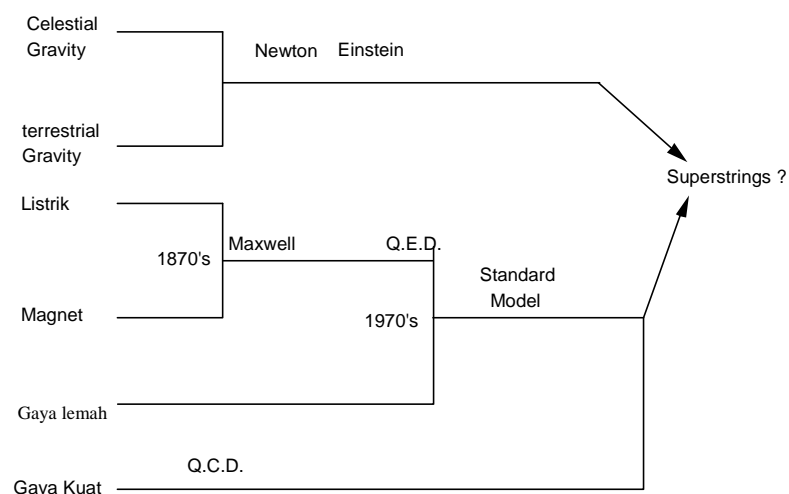 Celestial
Gravity
Newton Einstein
terrestrial
Gravity
Superstrings ?
Listrik
1870's
Maxwell
Q.E.D.
Standard
Model
Magnet
1970's
Gaya lemah
Q.C.D.
Gaya Kuat